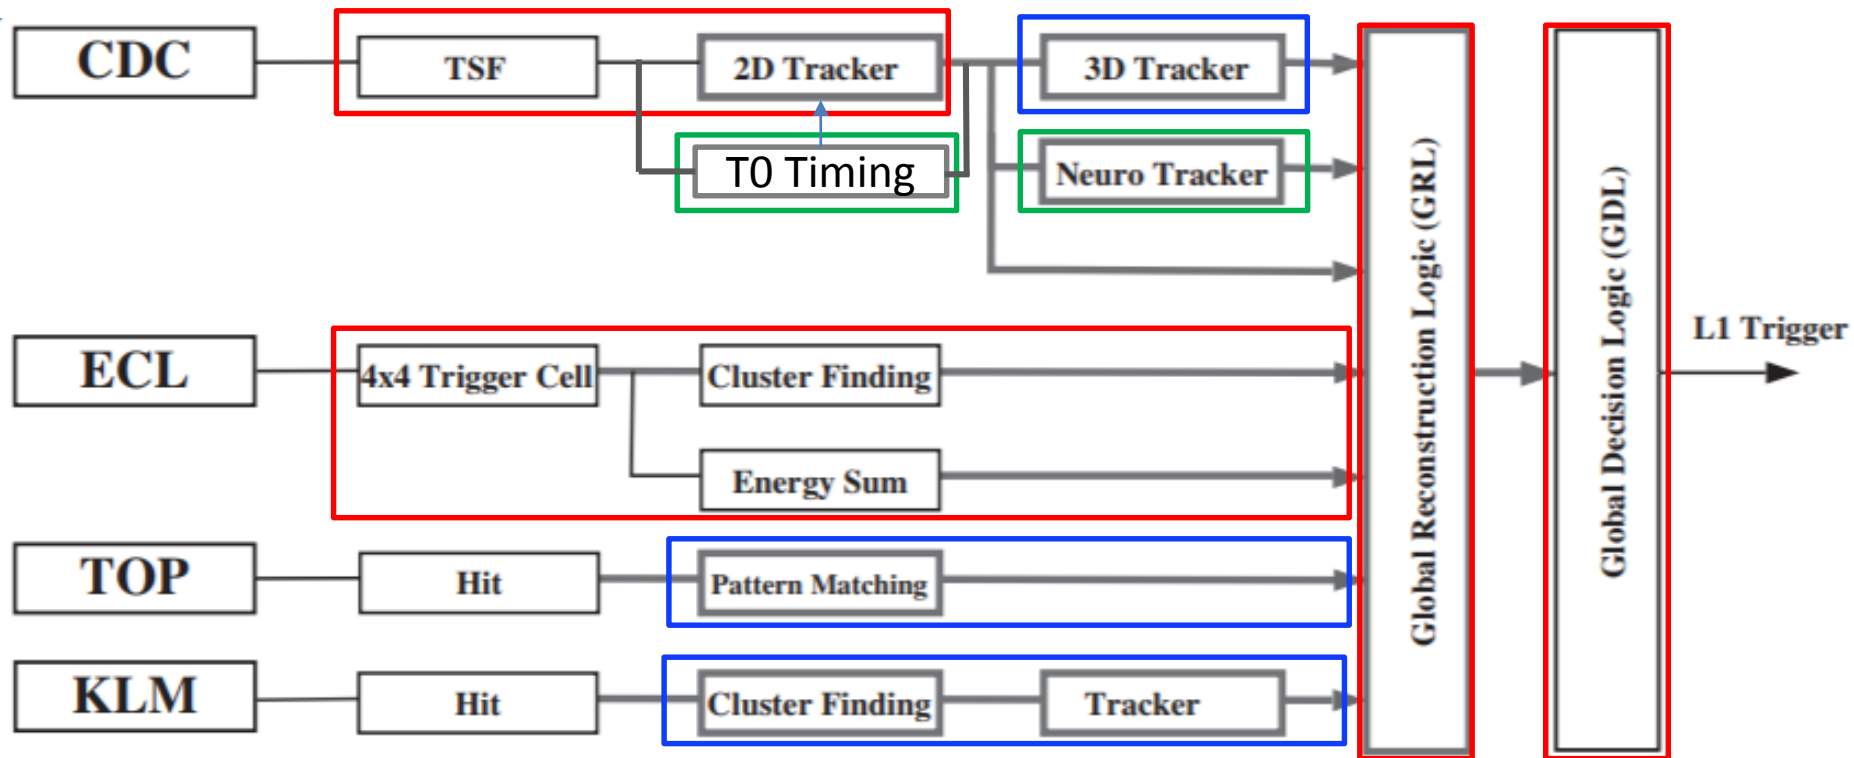 CDC
TSF
2D Tracker
3D Tracker
T0 Timing
Neuro Tracker
ECL
4x4 Trigger Cell
Cluster Finding
Energy Sum
TOP
Hit
Pattern Matching
KLM
Hit
Cluster Finding
Tracker
Global Reconstruction Logic (GRL)
Global Decision Logic (GDL)
L1 Trigger